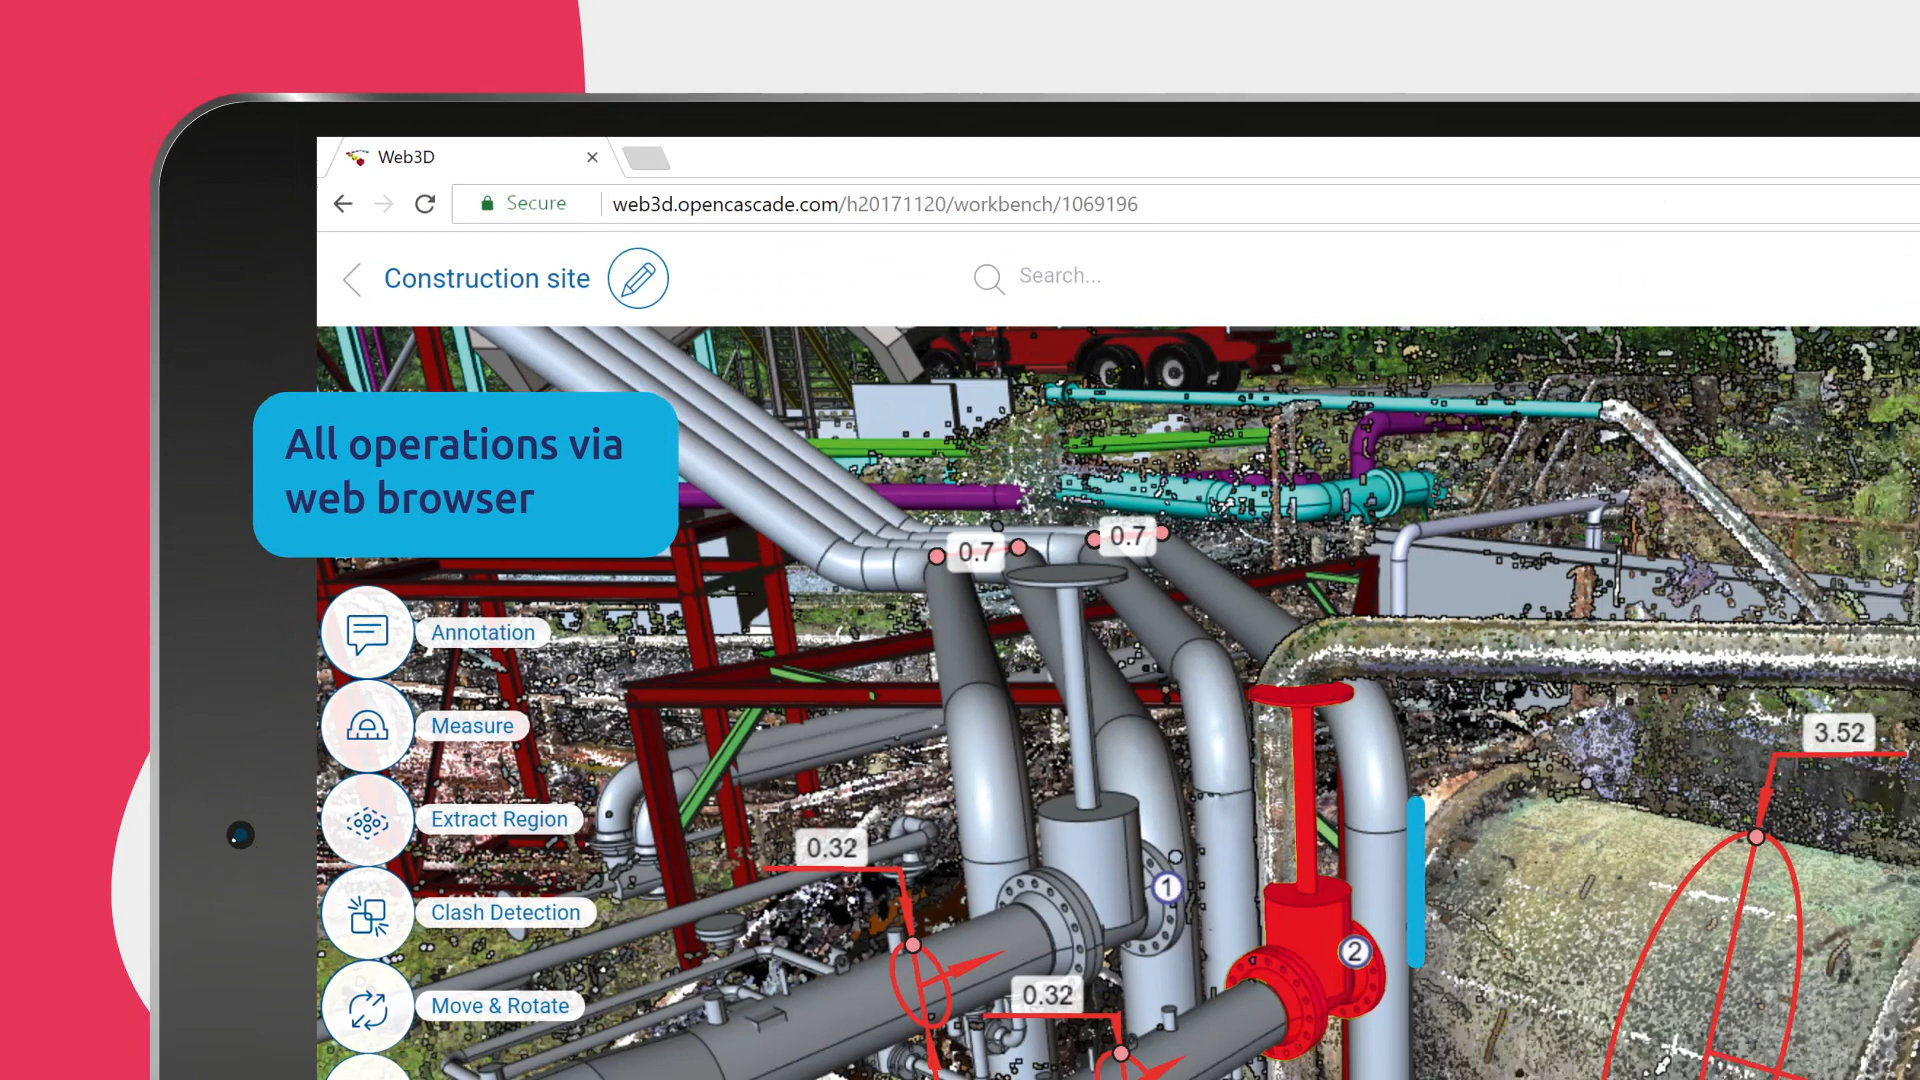 Web3D
Secure
web3d.opencascade.com/h20171120/workbench/1069196
Construction site
Search...
All operations via
web browser
0.7
0.7
Annotation
Measure
3.52
Extract Region
0.32
1
Clash Detection
2
0.32
Move & Rotate